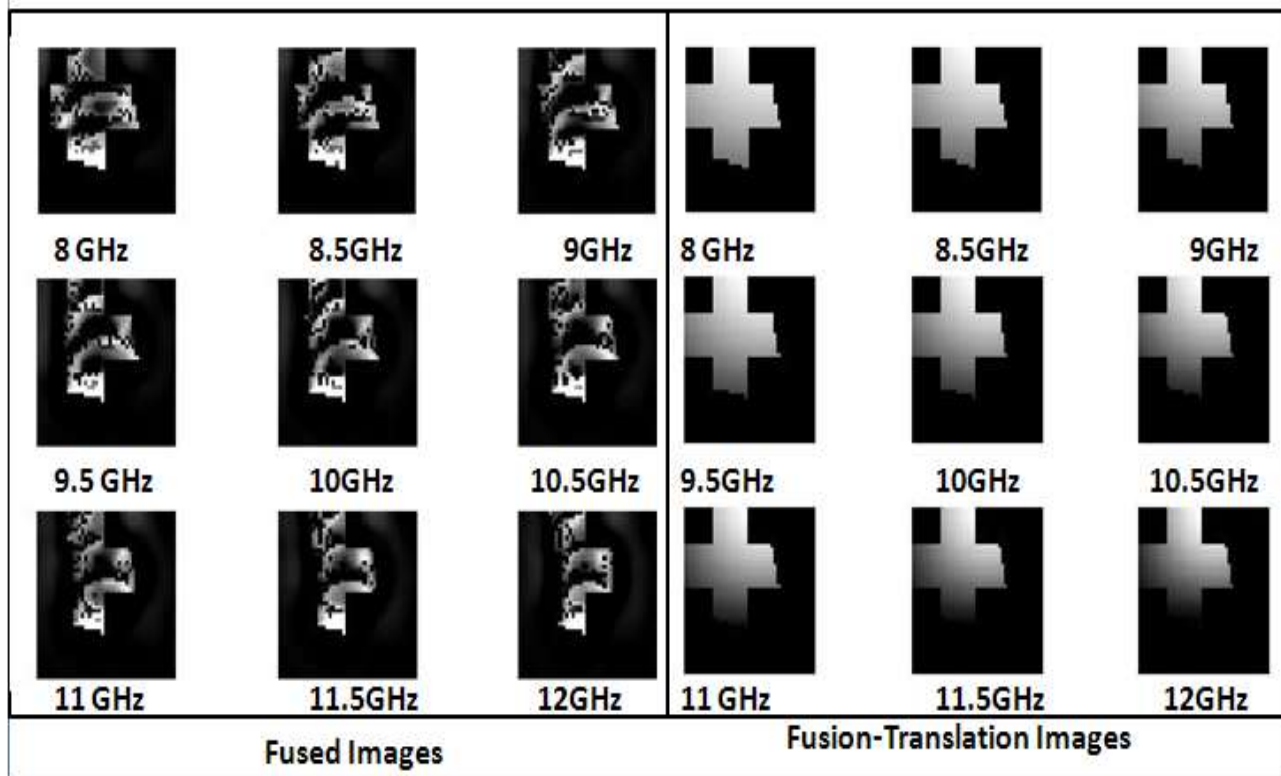 8 GHz 8.5GHz 9GHz 8 GHz 8.5GHz 9GHz
9.5 GHz 10GHz 10.5GHz 9.5GHz 10GHz 10.5GHz
11 GHz 11.5GHz 12GHz 11 GHz 11.5GHz 12GHz
Fused Images Fusion-Translation Images